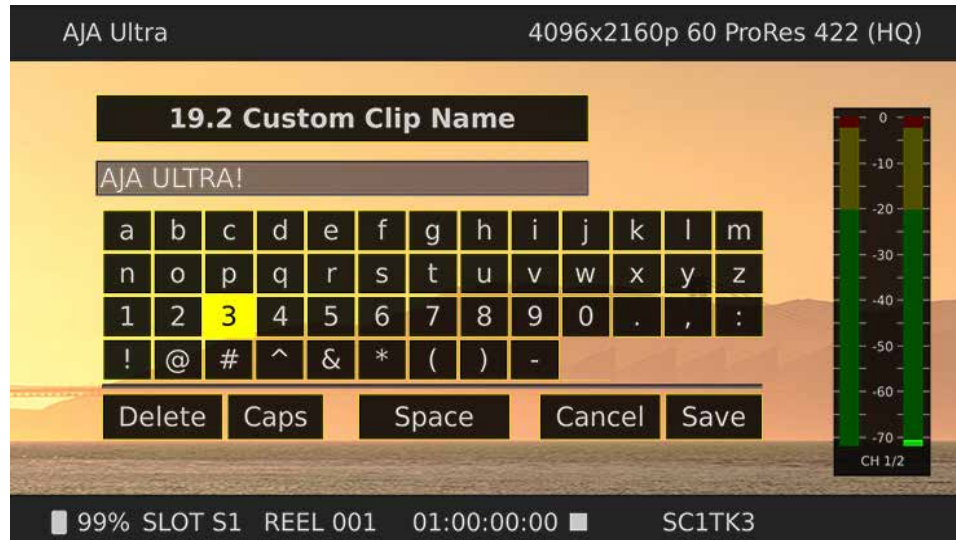 AJA Ultra 4096x2160p 60 ProRes 422 (HQ)
19.2 Custom Clip Name
AJA ULTRA!
a b c d e f g h i j k l m
n o p q r s t u v w x y z
1 2 3 4 5 6 7 8 9 0 . , :
! @ # ^ & * ( ) -
Delete Caps Space Cancel Save
0
-10
-20
-30
-40
-50
-60
-70
CH 1/2
99% SLOT S1 REEL 001 01:00:00:00 SC1TK3